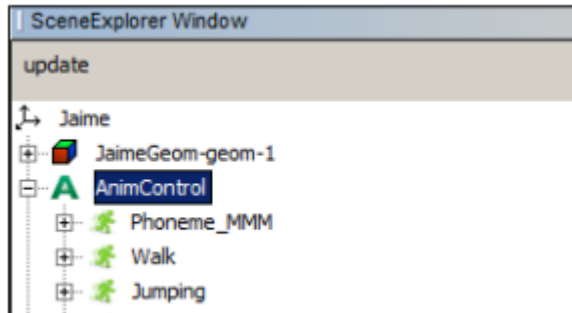 SceneExplorer Window
update
Jaime
JaimeGeom-geom-1
AnimControl
Phoneme_MMM
Walk
Jumping